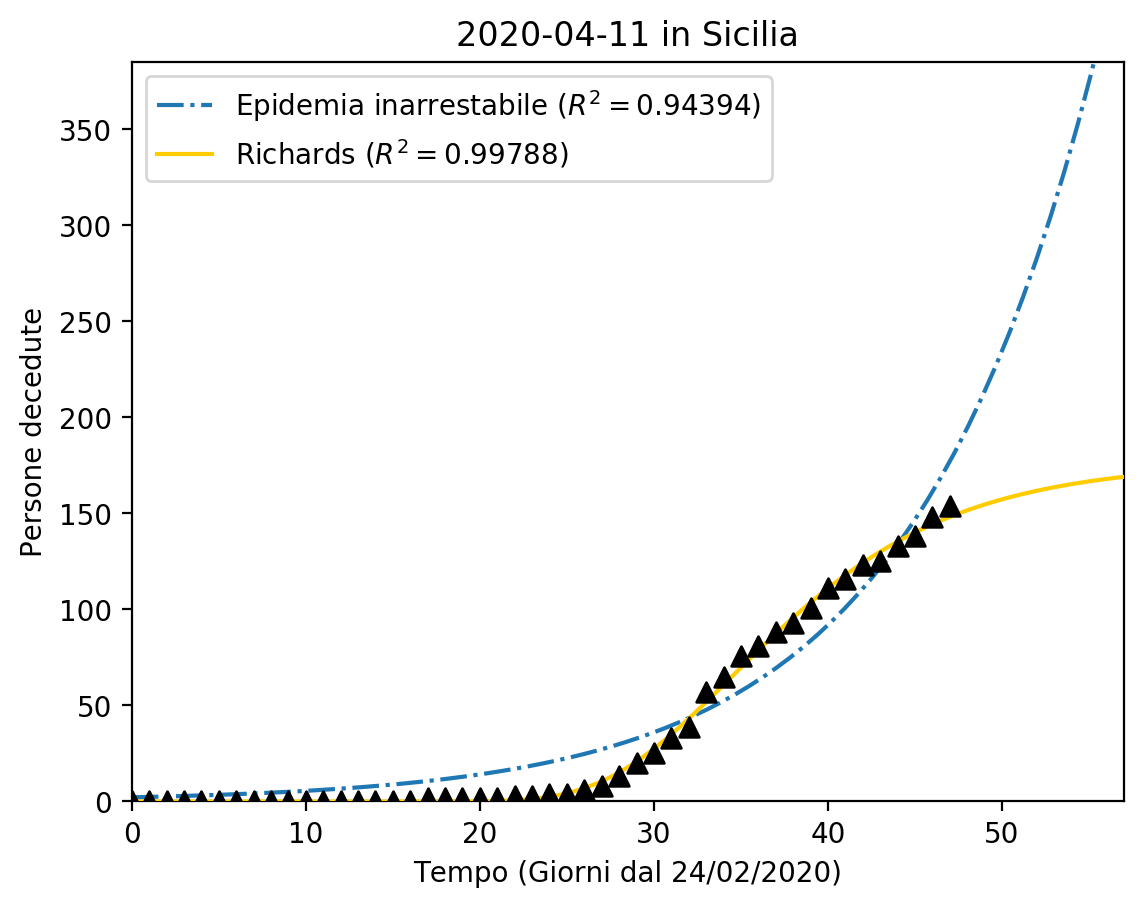 2020-04-11 in Sicilia
Epidemia inarrestabile (R² = 0.94394)
Richards (R² = 0.99788)
Persone decedute
350
300
250
200
150
100
50
0
0 10 20 30 40 50
Tempo (Giorni dal 24/02/2020)